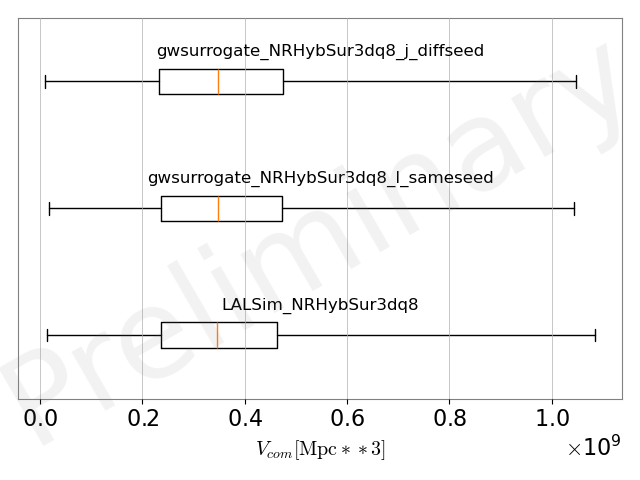 gwsurrogate_NRHybSur3dq8_j_diffseed
gwsurrogate_NRHybSur3dq8_l_sameseed
LALSim_NRHybSur3dq8
Preliminary
0.0 0.2 0.4 0.6 0.8 1.0
×10⁹
V_com[Mpc * *3]